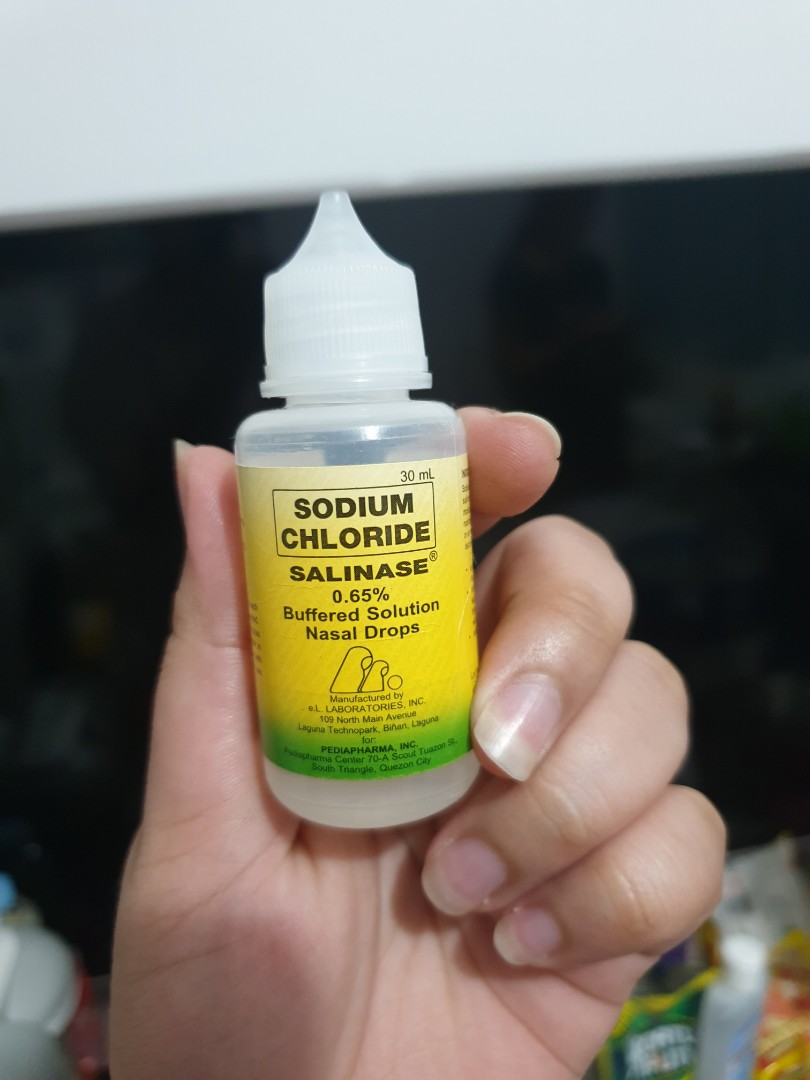 30 mL
SODIUM
CHLORIDE
SALINASE®
0.65%
Buffered Solution
Nasal Drops
Manufactured by
e.L. LABORATORIES, INC.
109 North Main Avenue
Laguna Technopark, Biñan, Laguna
for:
PEDIAPHARMA, INC.
Pediapharma Center 70-A Scout Tuazon St.,
South Triangle, Quezon City